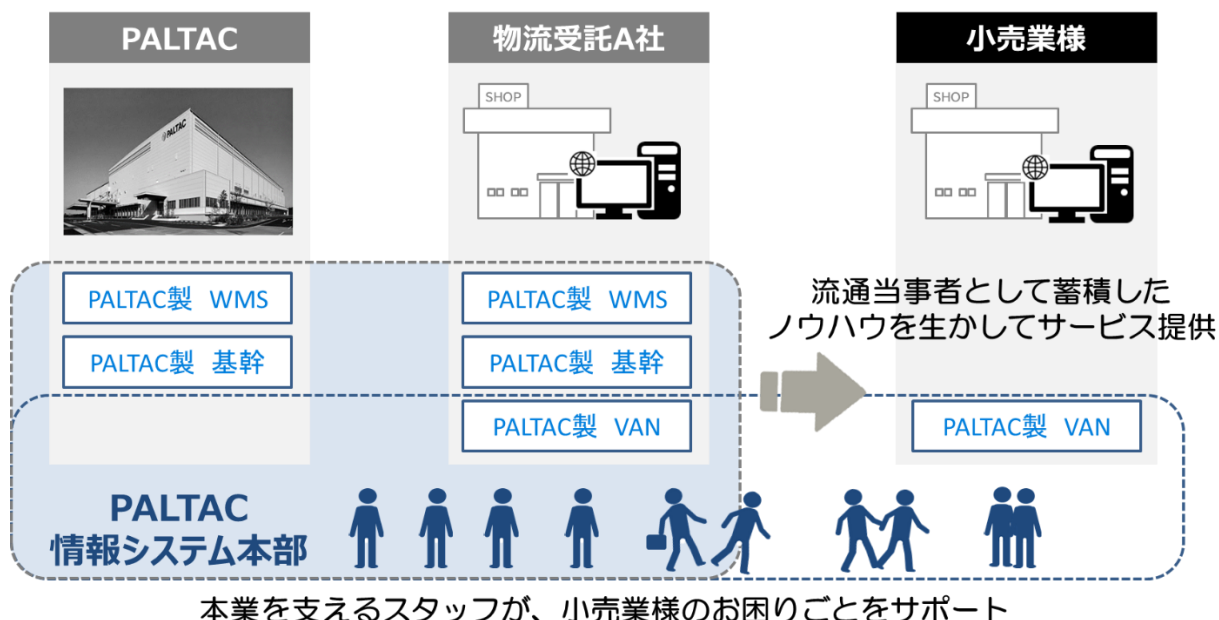 PALTAC
物流受託A社
小売業様
PALTAC
SHOP
SHOP
PALTAC製 WMS
PALTAC製 基幹
PALTAC製 WMS
PALTAC製 基幹
PALTAC製 VAN
流通当事者として蓄積した
ノウハウを生かしてサービス提供
PALTAC製 VAN
PALTAC
情報システム本部
本業を支えるスタッフが、小売業様のお困りごとをサポート